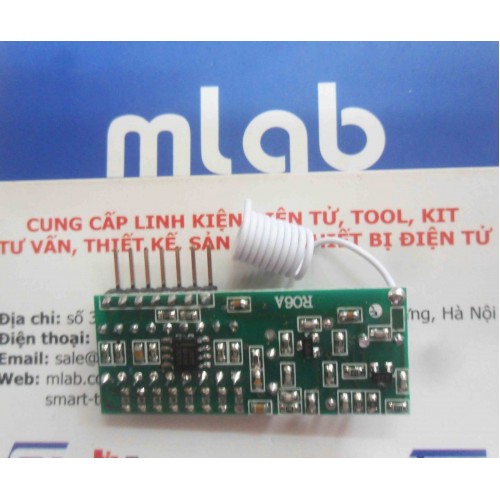 mlab
CUNG CẤP LINH KIỆN ĐIỆN TỬ, TOOL, KIT
TƯ VẤN, THIẾT KẾ, SẢN THIẾT BỊ ĐIỆN TỬ
R06A
Địa chỉ: số ng, Hà Nội
Điện thoại:
Email: sale@
Web: mlab.co
smart-t